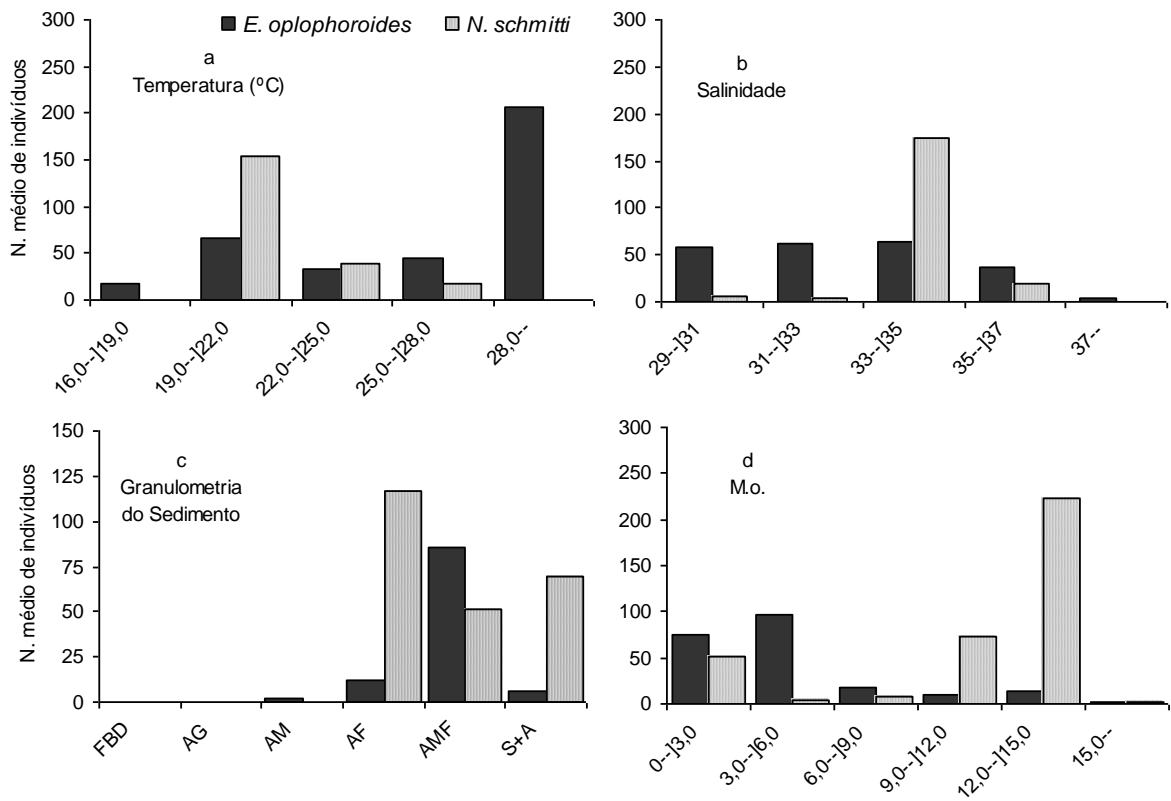 E. oplophoroides
N. schmitti
N. médio de indivíduos
300
250
200
150
100
50
0
a
Temperatura (ºC)
16,0--]19,0
19,0--]22,0
22,0--]25,0
25,0--]28,0
28,0--
300
250
200
150
100
50
0
b
Salinidade
29--]31
31--]33
33--]35
35--]37
37--
N. médio de indivíduos
150
125
100
75
50
25
0
c
Granulometria
do Sedimento
FBD
AG
AM
AF
AMF
S+A
300
250
200
150
100
50
0
d
M.o.
0--]3,0
3,0--]6,0
6,0--]9,0
9,0--]12,0
12,0--]15,0
15,0--